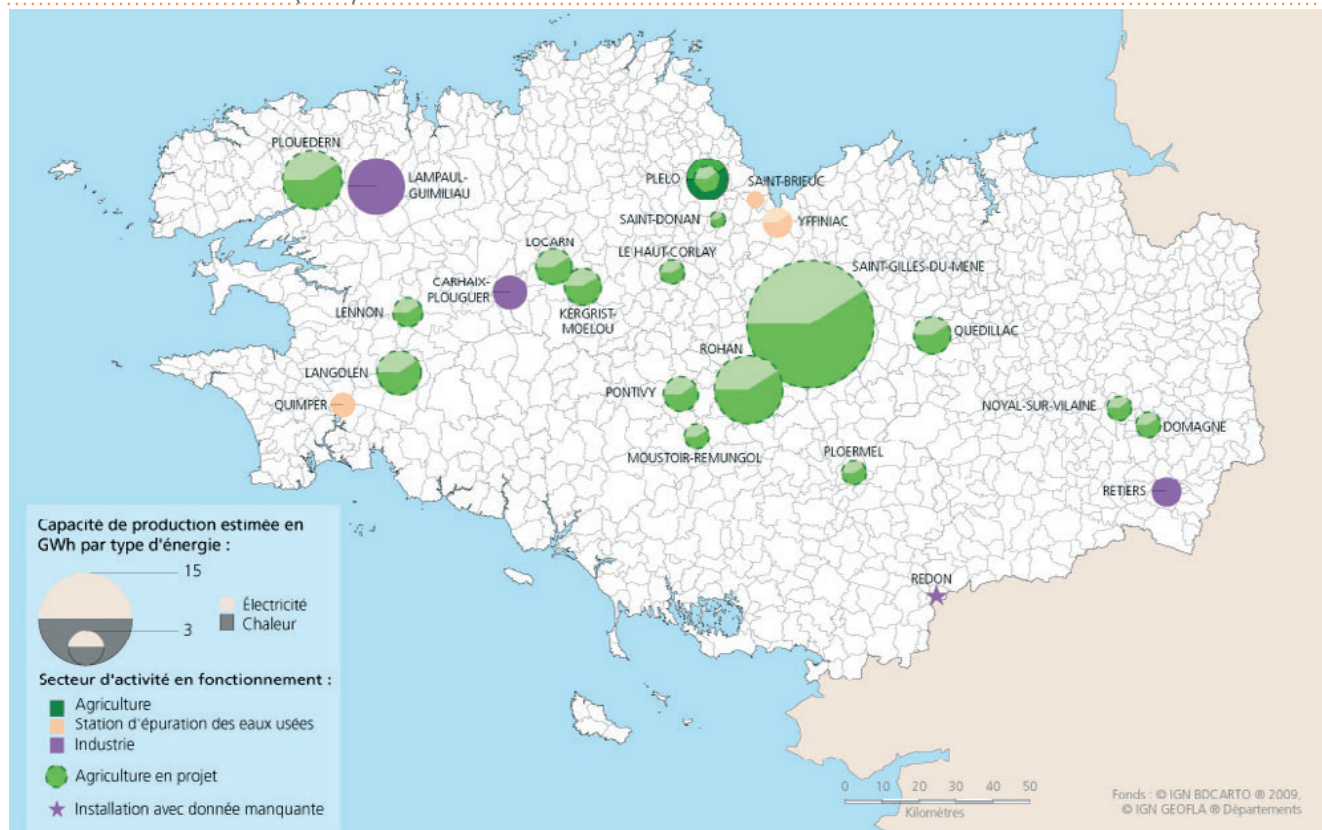 PLOUEDERN
LAMPAUL-
GUIMILIAU
PLELO
SAINT-BRIEUC
SAINT-DONAN
YFFINIAC
LOCARN
LE HAUT-CORLAY
SAINT-GILLES-DU-MENE
CARHAIX-
PLOUGUER
KERGRIST-
MOELOU
LENNON
QUEDILLAC
ROHAN
LANGOLEN
PONTIVY
QUIMPER
NOYAL-SUR-VILAINE
DOMAGNE
MOUSTOIR-REMUNGOL
PLOERMEL
RETIERS
REDON
Capacité de production estimée en
GWh par type d'énergie :
15
Électricité
Chaleur
3
Secteur d'activité en fonctionnement :
Agriculture
Station d'épuration des eaux usées
Industrie
Agriculture en projet
Installation avec donnée manquante
0 10 20 30 40 50
Kilomètres
Fonds : © IGN BDCARTO ® 2009,
© IGN GEOFLA ® Départements